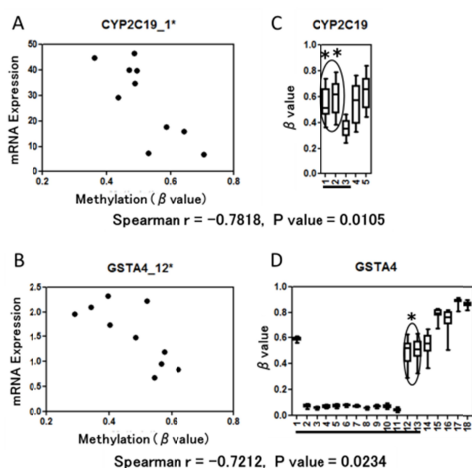 A
CYP2C19_1*
mRNA Expression
50
40
30
20
10
0
0.2 0.4 0.6 0.8
Methylation (β value)
C
CYP2C19
* *
β value
1.0
0.8
0.6
0.4
0.2
0.0
1 2 3 4 5
Spearman r = −0.7818, P value = 0.0105
B
GSTA4_12*
mRNA Expression
2.5
2.0
1.5
1.0
0.5
0.0
0.2 0.4 0.6 0.8
Methylation (β value)
D
GSTA4
*
β value
1.0
0.8
0.6
0.4
0.2
0.0
1 2 3 4 5 6 7 8 9 10 11 12 13 14 15 16 17 18
Spearman r = −0.7212, P value = 0.0234